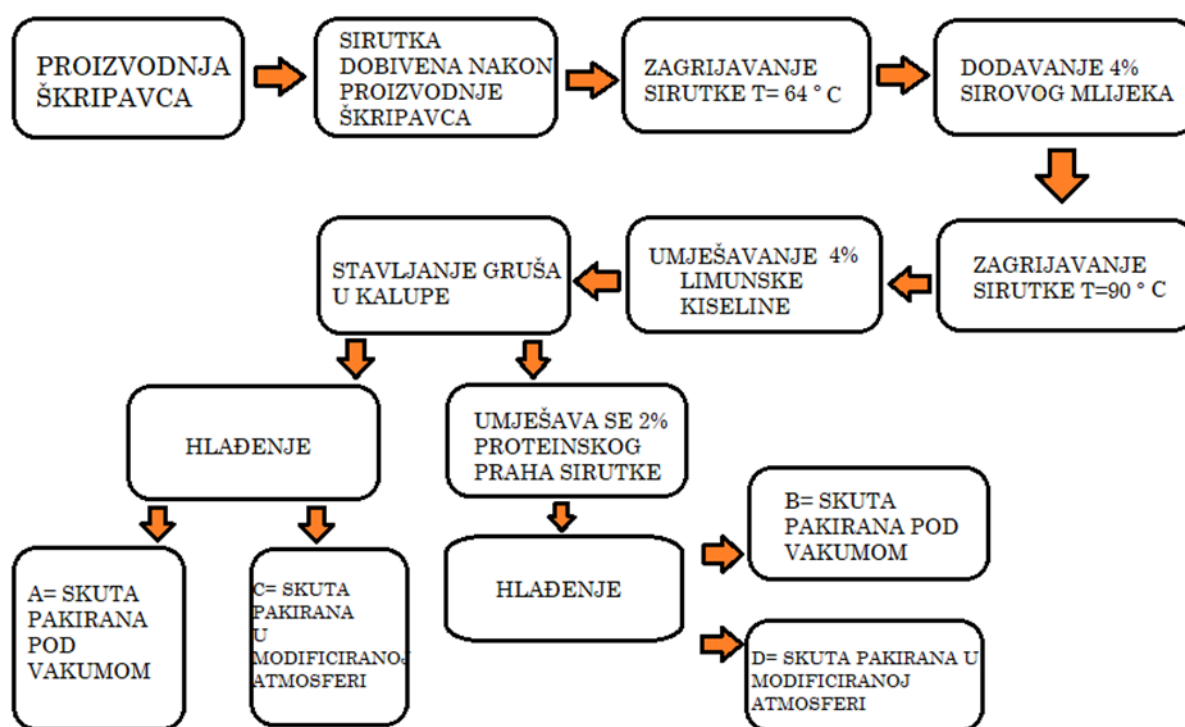 PROIZVODNJA
ŠKRIPAVCA
SIRUTKA
DOBIVENA NAKON
PROIZVODNJE
ŠKRIPAVCA
ZAGRIJAVANJE
SIRUTKE T= 64 ° C
DODAVANJE 4%
SIROVOG MLIJEKA
ZAGRIJAVANJE
SIRUTKE T=90 ° C
UMJEŠAVANJE 4%
LIMUNSKE
KISELINE
STAVLJANJE GRUŠA
U KALUPE
HLAĐENJE
UMJEŠAVA SE 2%
PROTEINSKOG
PRAHA SIRUTKE
A= SKUTA
PAKIRANA
POD
VAKUMOM
C= SKUTA
PAKIRANA
U
MODIFICIRANOJ
ATMOSFERI
HLAĐENJE
B= SKUTA
PAKIRANA POD
VAKUMOM
D= SKUTA PAKIRANA U
MODIFICIRANOJ
ATMOSFERI